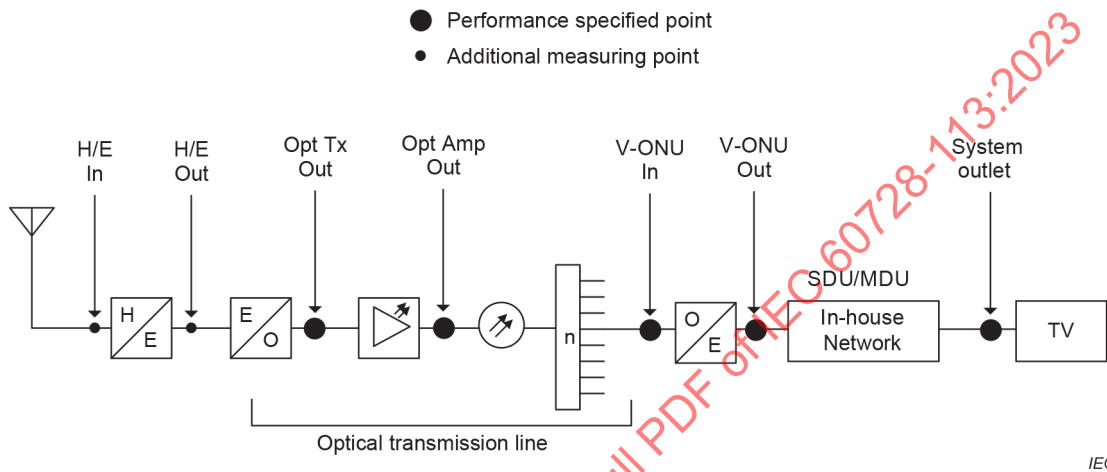 Performance specified point
Additional measuring point
H/E
In
H/E
Out
Opt Tx
Out
Opt Amp
Out
V-ONU
In
V-ONU
Out
System
outlet
H
E
E
O
n
O
E
SDU/MDU
In-house
Network
TV
Optical transmission line
IEC
PDF of IEC 60728-113:2023